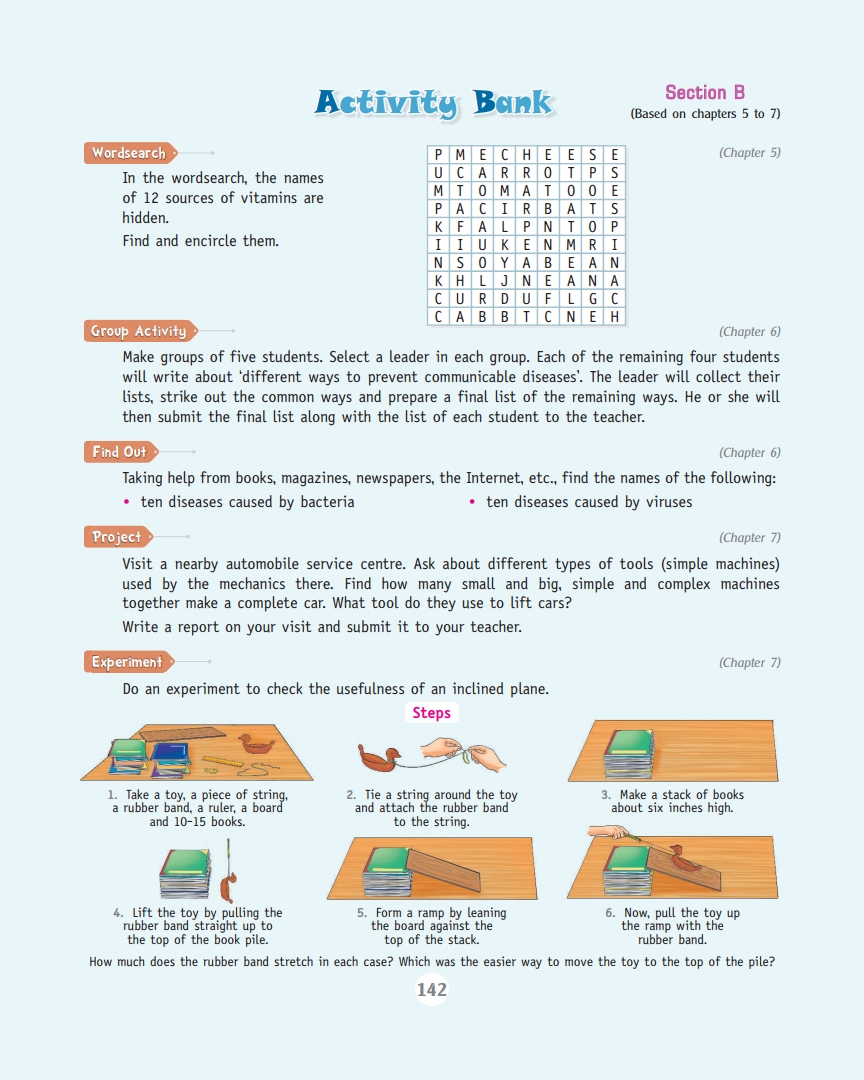 Activity Bank
Section B
(Based on chapters 5 to 7)
Wordsearch
(Chapter 5)
In the wordsearch, the names
of 12 sources of vitamins are
hidden.
Find and encircle them.
P M E C H E E S E
U C A R R O T P S
M T O M A T O O E
P A C I R B A T S
K F A L P N T O P
I I U K E N M R I
N S O Y A B E A N
K H L J N E A N A
C U R D U F L G C
C A B B T C N E H
Group Activity
(Chapter 6)
Make groups of five students. Select a leader in each group. Each of the remaining four students
will write about ‘different ways to prevent communicable diseases’. The leader will collect their
lists, strike out the common ways and prepare a final list of the remaining ways. He or she will
then submit the final list along with the list of each student to the teacher.
Find Out
(Chapter 6)
Taking help from books, magazines, newspapers, the Internet, etc., find the names of the following:
• ten diseases caused by bacteria
• ten diseases caused by viruses
Project
(Chapter 7)
Visit a nearby automobile service centre. Ask about different types of tools (simple machines)
used by the mechanics there. Find how many small and big, simple and complex machines
together make a complete car. What tool do they use to lift cars?
Write a report on your visit and submit it to your teacher.
Experiment
(Chapter 7)
Do an experiment to check the usefulness of an inclined plane.
Steps
1. Take a toy, a piece of string,
a rubber band, a ruler, a board
and 10–15 books.
2. Tie a string around the toy
and attach the rubber band
to the string.
3. Make a stack of books
about six inches high.
4. Lift the toy by pulling the
rubber band straight up to
the top of the book pile.
5. Form a ramp by leaning
the board against the
top of the stack.
6. Now, pull the toy up
the ramp with the
rubber band.
How much does the rubber band stretch in each case? Which was the easier way to move the toy to the top of the pile?
142